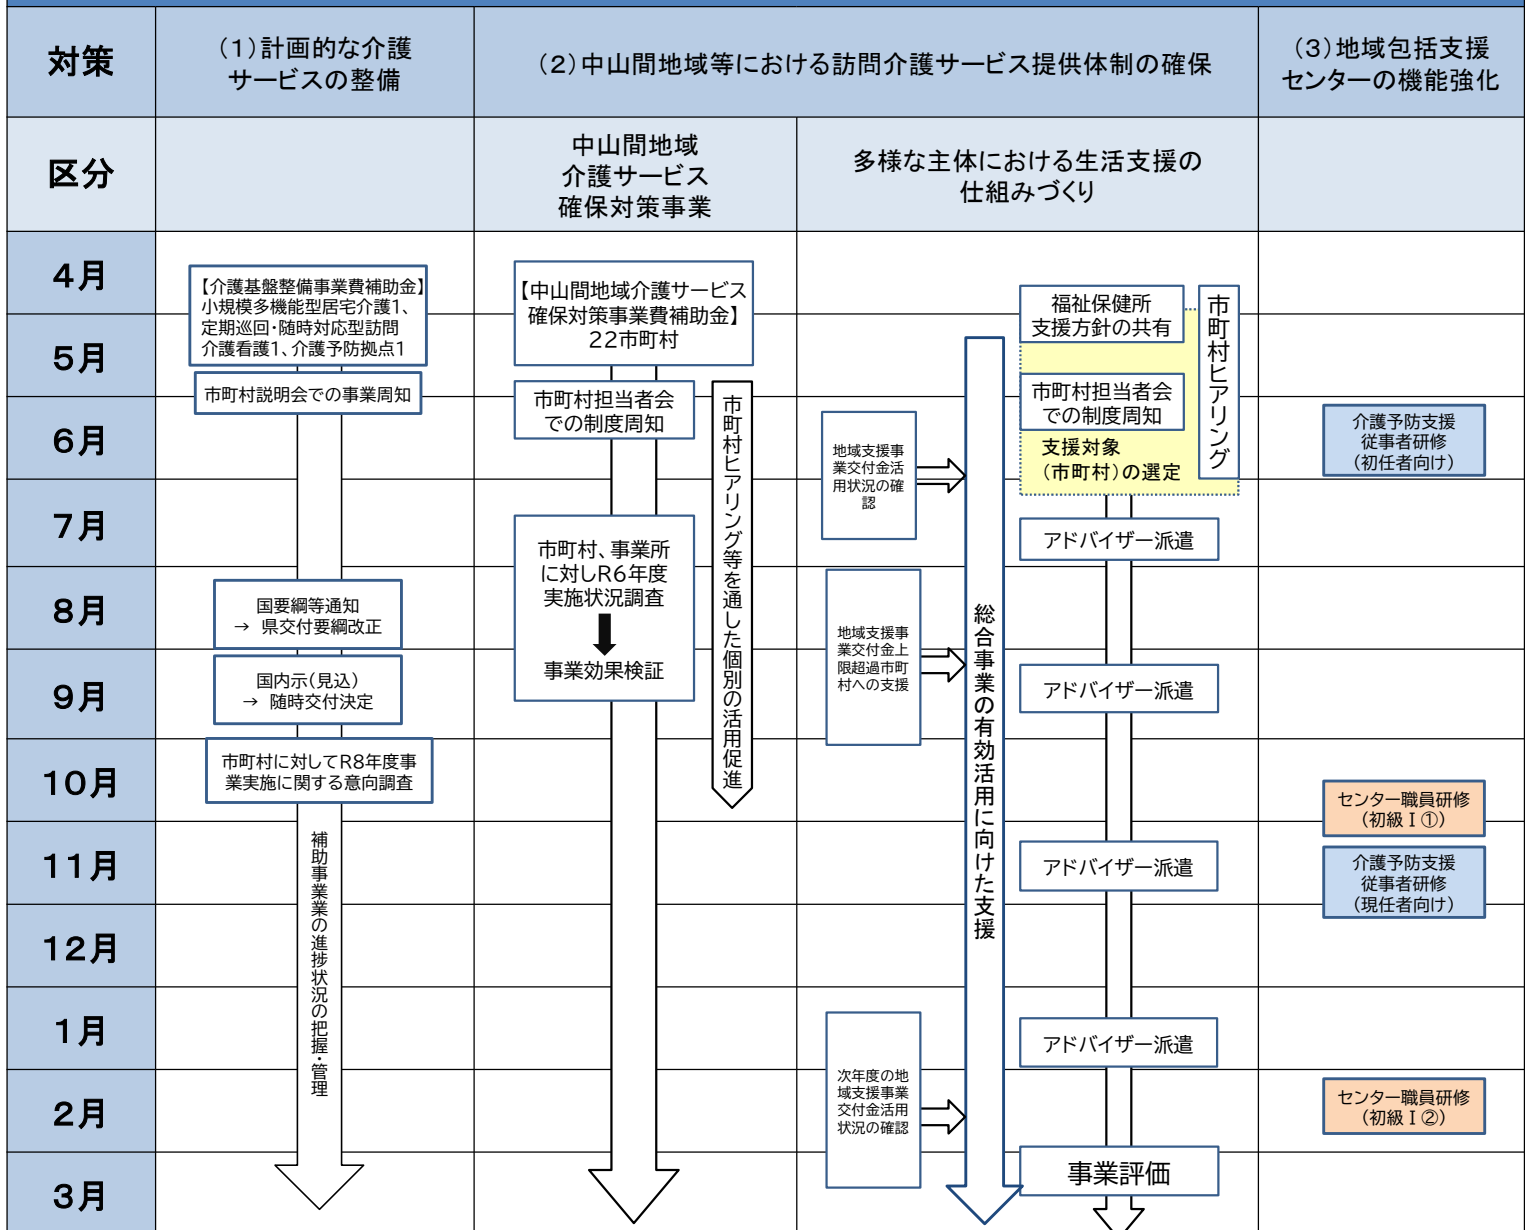 対策
(1)計画的な介護
サービスの整備
(2)中山間地域等における訪問介護サービス提供体制の確保
(3)地域包括支援
センターの機能強化
区分
中山間地域
介護サービス
確保対策事業
多様な主体における生活支援の
仕組みづくり
4月
5月
6月
7月
8月
9月
10月
11月
12月
1月
2月
3月
【介護基盤整備事業費補助金】
小規模多機能型居宅介護1、
定期巡回・随時対応型訪問
介護看護1、介護予防拠点1
市町村説明会での事業周知
国要綱等通知
→ 県交付要綱改正
国内示(見込)
→ 随時交付決定
市町村に対してR8年度事
業実施に関する意向調査
補助事業業の進捗状況の把握・管理
【中山間地域介護サービス
確保対策事業費補助金】
22市町村
市町村担当者会
での制度周知
市町村、事業所
に対しR6年度
実施状況調査
事業効果検証
市町村ヒアリング等を通した個別の活用促進
地域支援事
業交付金活
用状況の確
認
地域支援事
業交付金上
限超過市町
村への支援
次年度の地
域支援事業
交付金活用
状況の確認
総合事業の有効活用に向けた支援
福祉保健所
支援方針の共有
市町村担当者会
での制度周知
支援対象
(市町村)の選定
市町村ヒアリング
アドバイザー派遣
アドバイザー派遣
アドバイザー派遣
アドバイザー派遣
事業評価
介護予防支援
従事者研修
(初任者向け)
センター職員研修
(初級Ⅰ①)
介護予防支援
従事者研修
(現任者向け)
センター職員研修
(初級Ⅰ②)